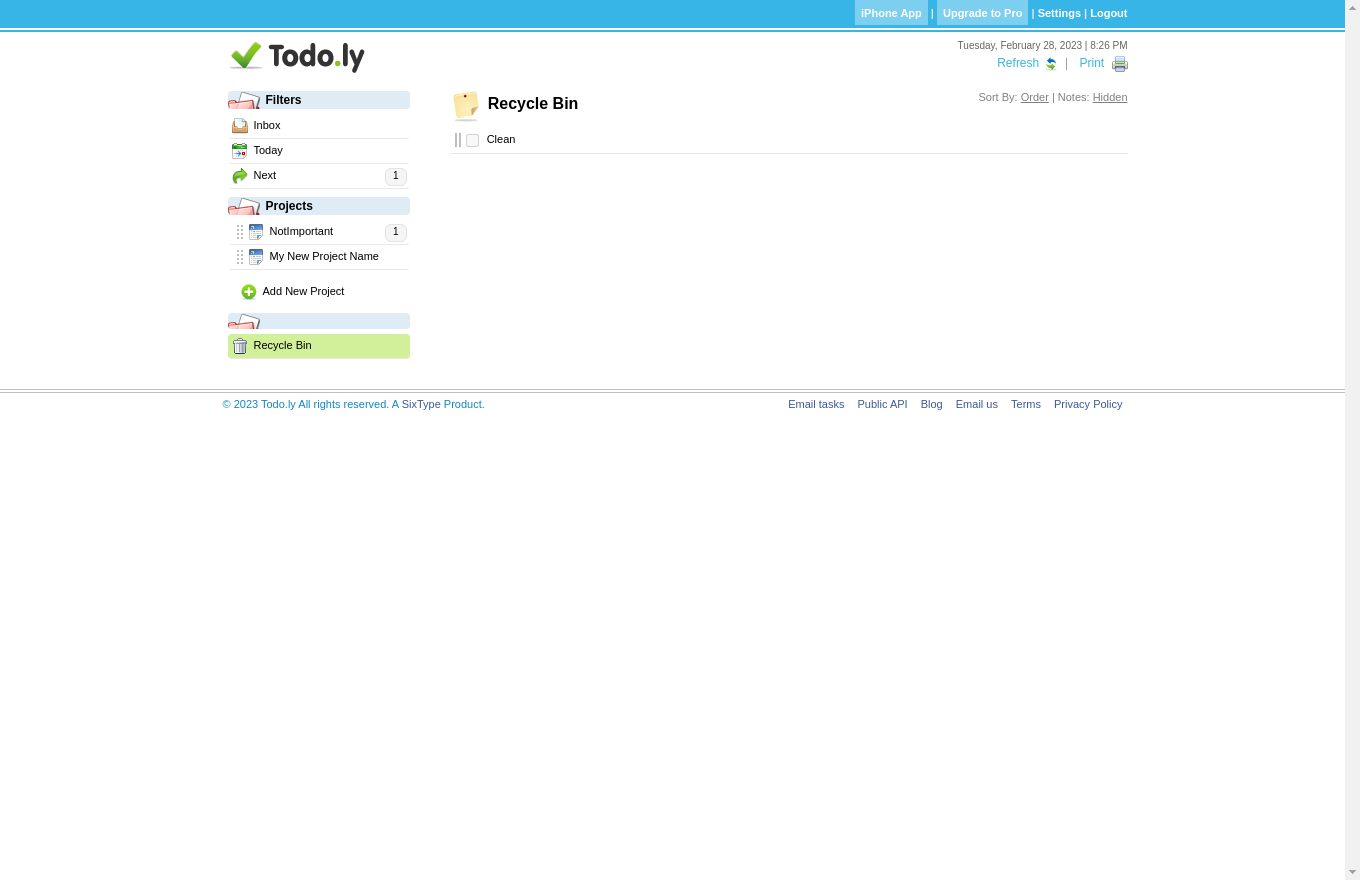 iPhone App | Upgrade to Pro | Settings | Logout
Todo.ly
Tuesday, February 28, 2023 | 8:26 PM
Refresh | Print
Filters
Inbox
Today
Next 1
Projects
NotImportant 1
My New Project Name
Add New Project
Recycle Bin
Recycle Bin
Sort By: Order | Notes: Hidden
Clean
© 2023 Todo.ly All rights reserved. A SixType Product.
Email tasks Public API Blog Email us Terms Privacy Policy